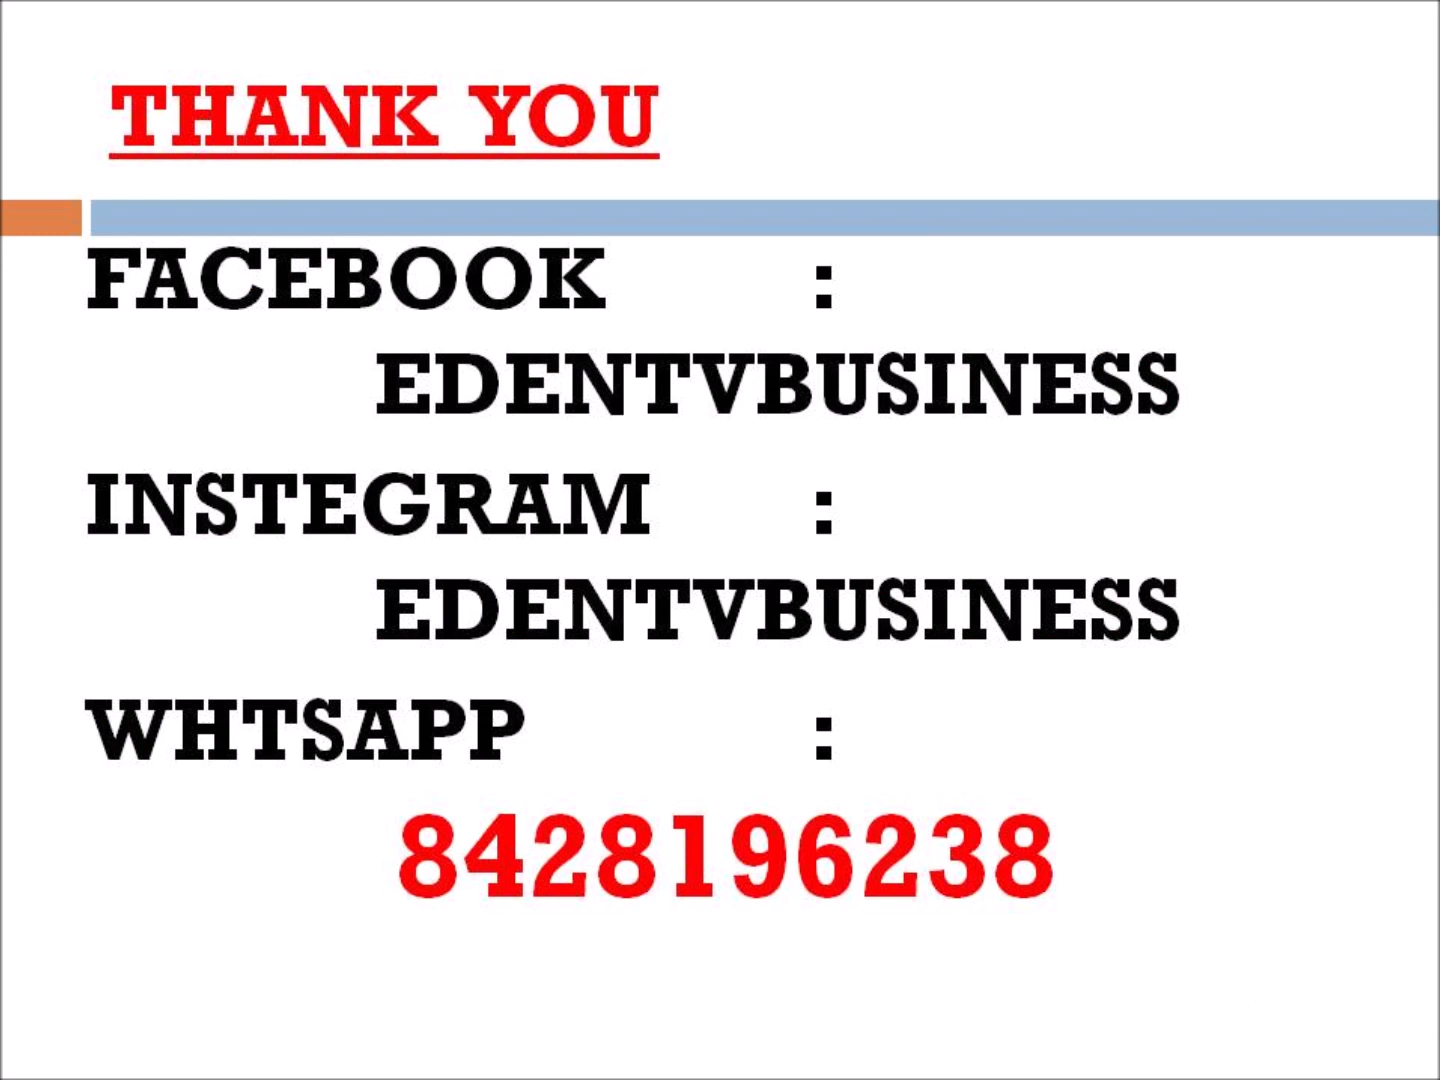 THANK YOU
FACEBOOK :
EDENTVBUSINESS
INSTEGRAM :
EDENTVBUSINESS
WHTSAPP :
8428196238